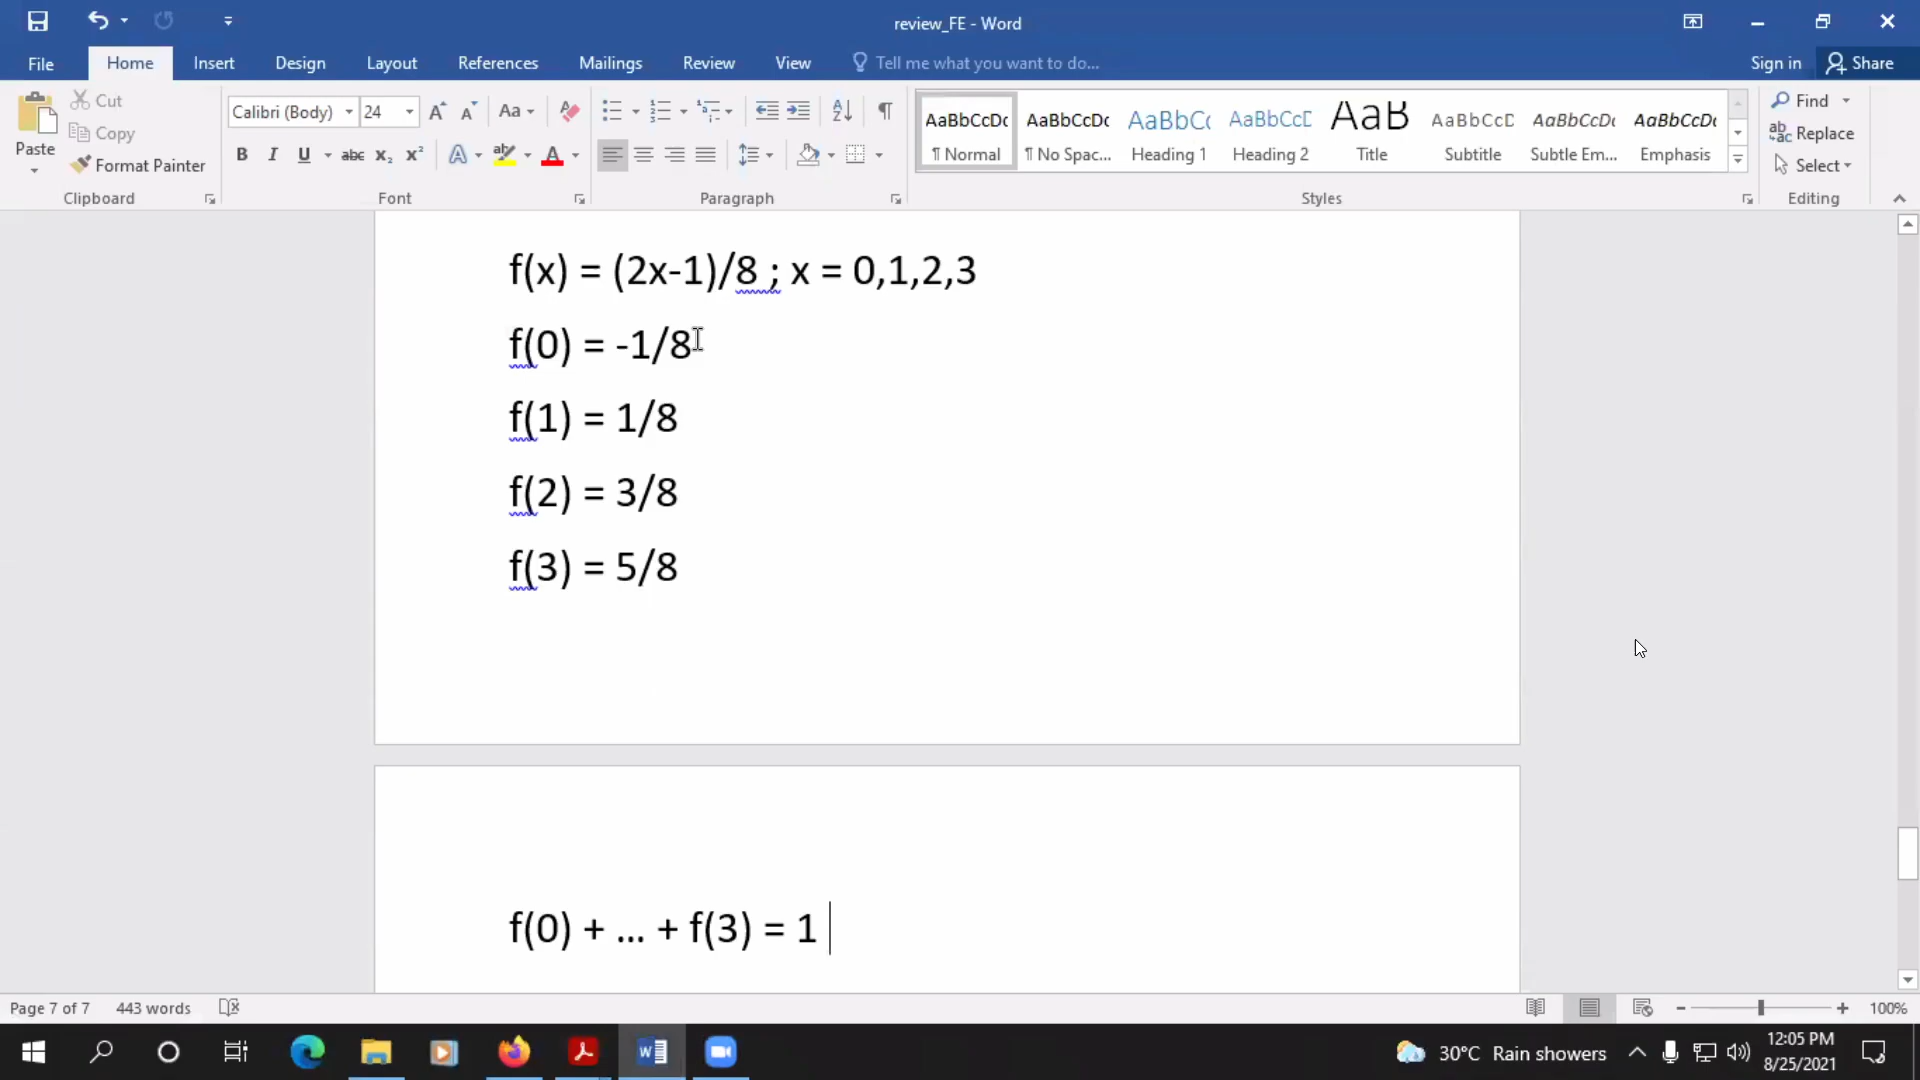 review_FE - Word
File Home Insert Design Layout References Mailings Review View Tell me what you want to do... Sign in Share
Paste
Cut
Copy
Format Painter
Clipboard
Calibri (Body) 24
Font
Paragraph
AaBbCcDc AaBbCcDc AaBbCc AaBbCcD AaB AaBbCcD AaBbCcDc AaBbCcDc
¶ Normal ¶ No Spac... Heading 1 Heading 2 Title Subtitle Subtle Em... Emphasis
Styles
Find
Replace
Select
Editing
f(x) = (2x-1)/8 ; x = 0,1,2,3
f(0) = -1/8
f(1) = 1/8
f(2) = 3/8
f(3) = 5/8
f(0) + ... + f(3) = 1
Page 7 of 7 443 words 100%
30°C Rain showers 12:05 PM
8/25/2021